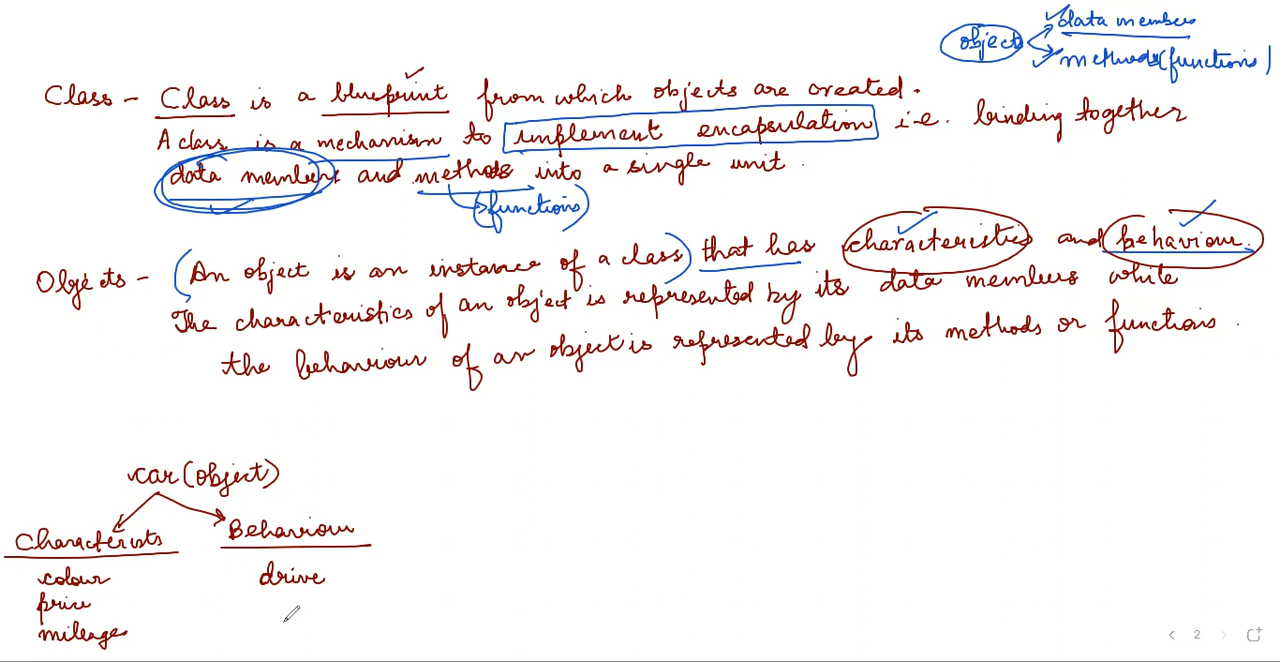 object
data members
methods (functions)
Class - Class is a blueprint from which objects are created.
A class is a mechanism to implement encapsulation i.e. binding together
data members and methods into a single unit.
(functions)
Objects - (An object is an instance of a class) that has characteristics and behaviour.
The characteristics of an object is represented by its data members while
the behaviour of an object is represented by its methods or functions.
car (object)
Characterists Behaviour
colour drive
price
mileage
2